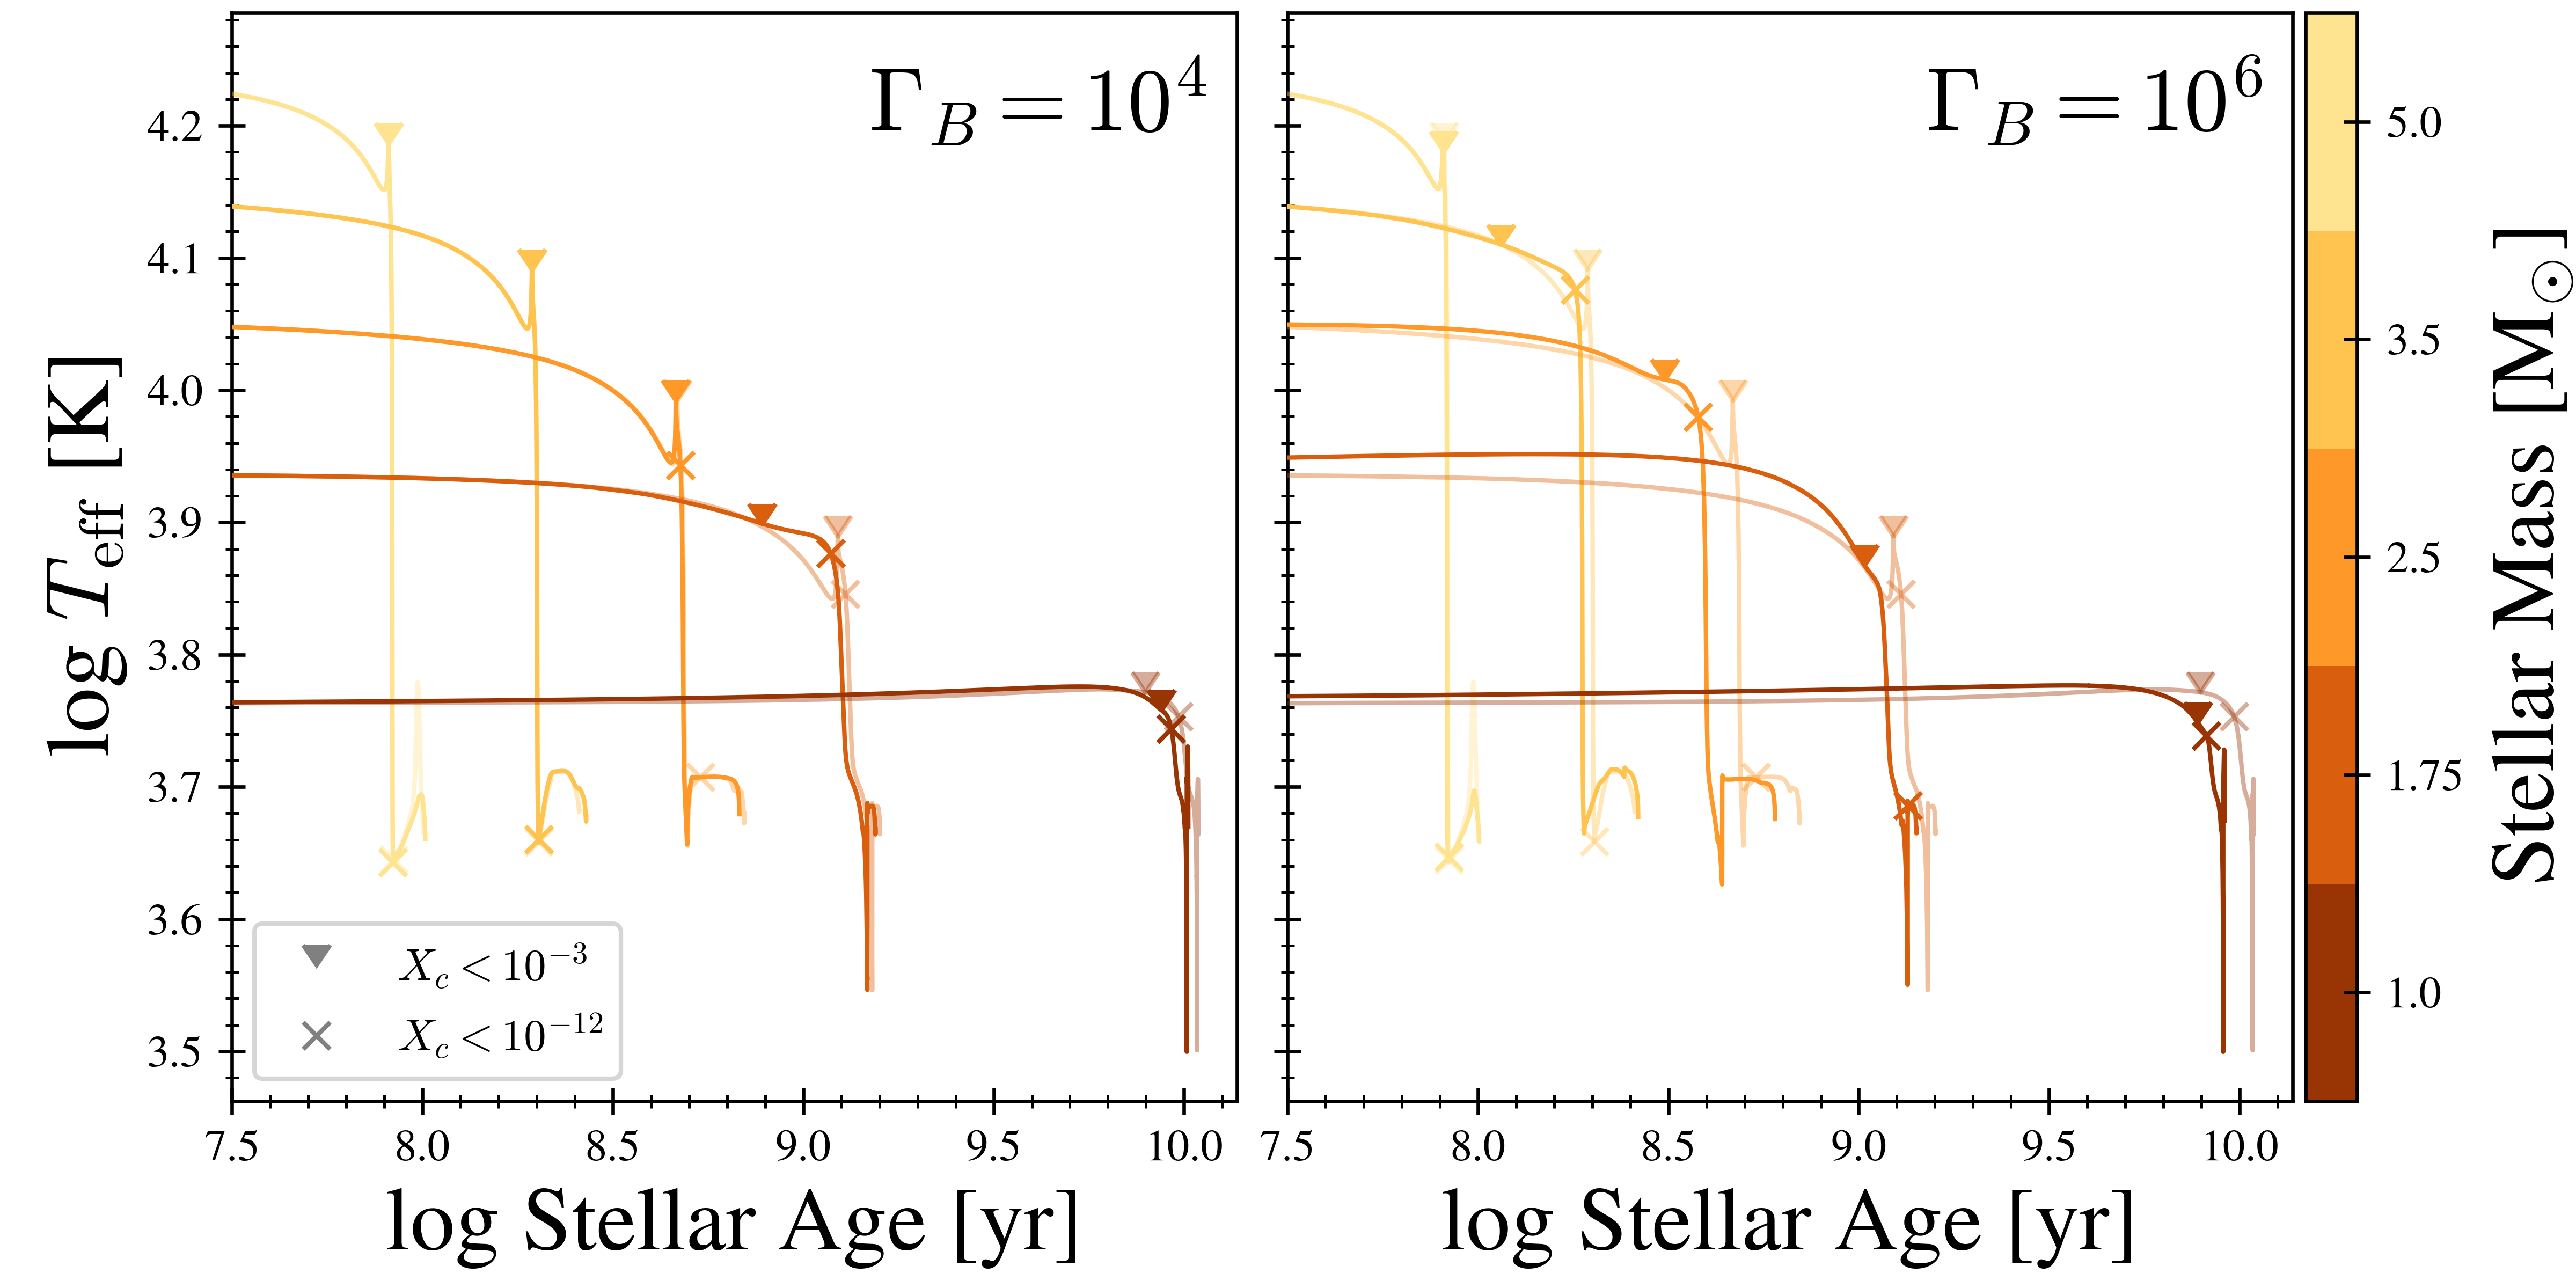 Γ_B = 10^4
Γ_B = 10^6
log T_eff [K]
4.2
4.1
4.0
3.9
3.8
3.7
3.6
3.5
X_c < 10^−3
X_c < 10^−12
7.5 8.0 8.5 9.0 9.5 10.0
7.5 8.0 8.5 9.0 9.5 10.0
log Stellar Age [yr]
log Stellar Age [yr]
5.0
3.5
2.5
1.75
1.0
Stellar Mass [M_⊙]